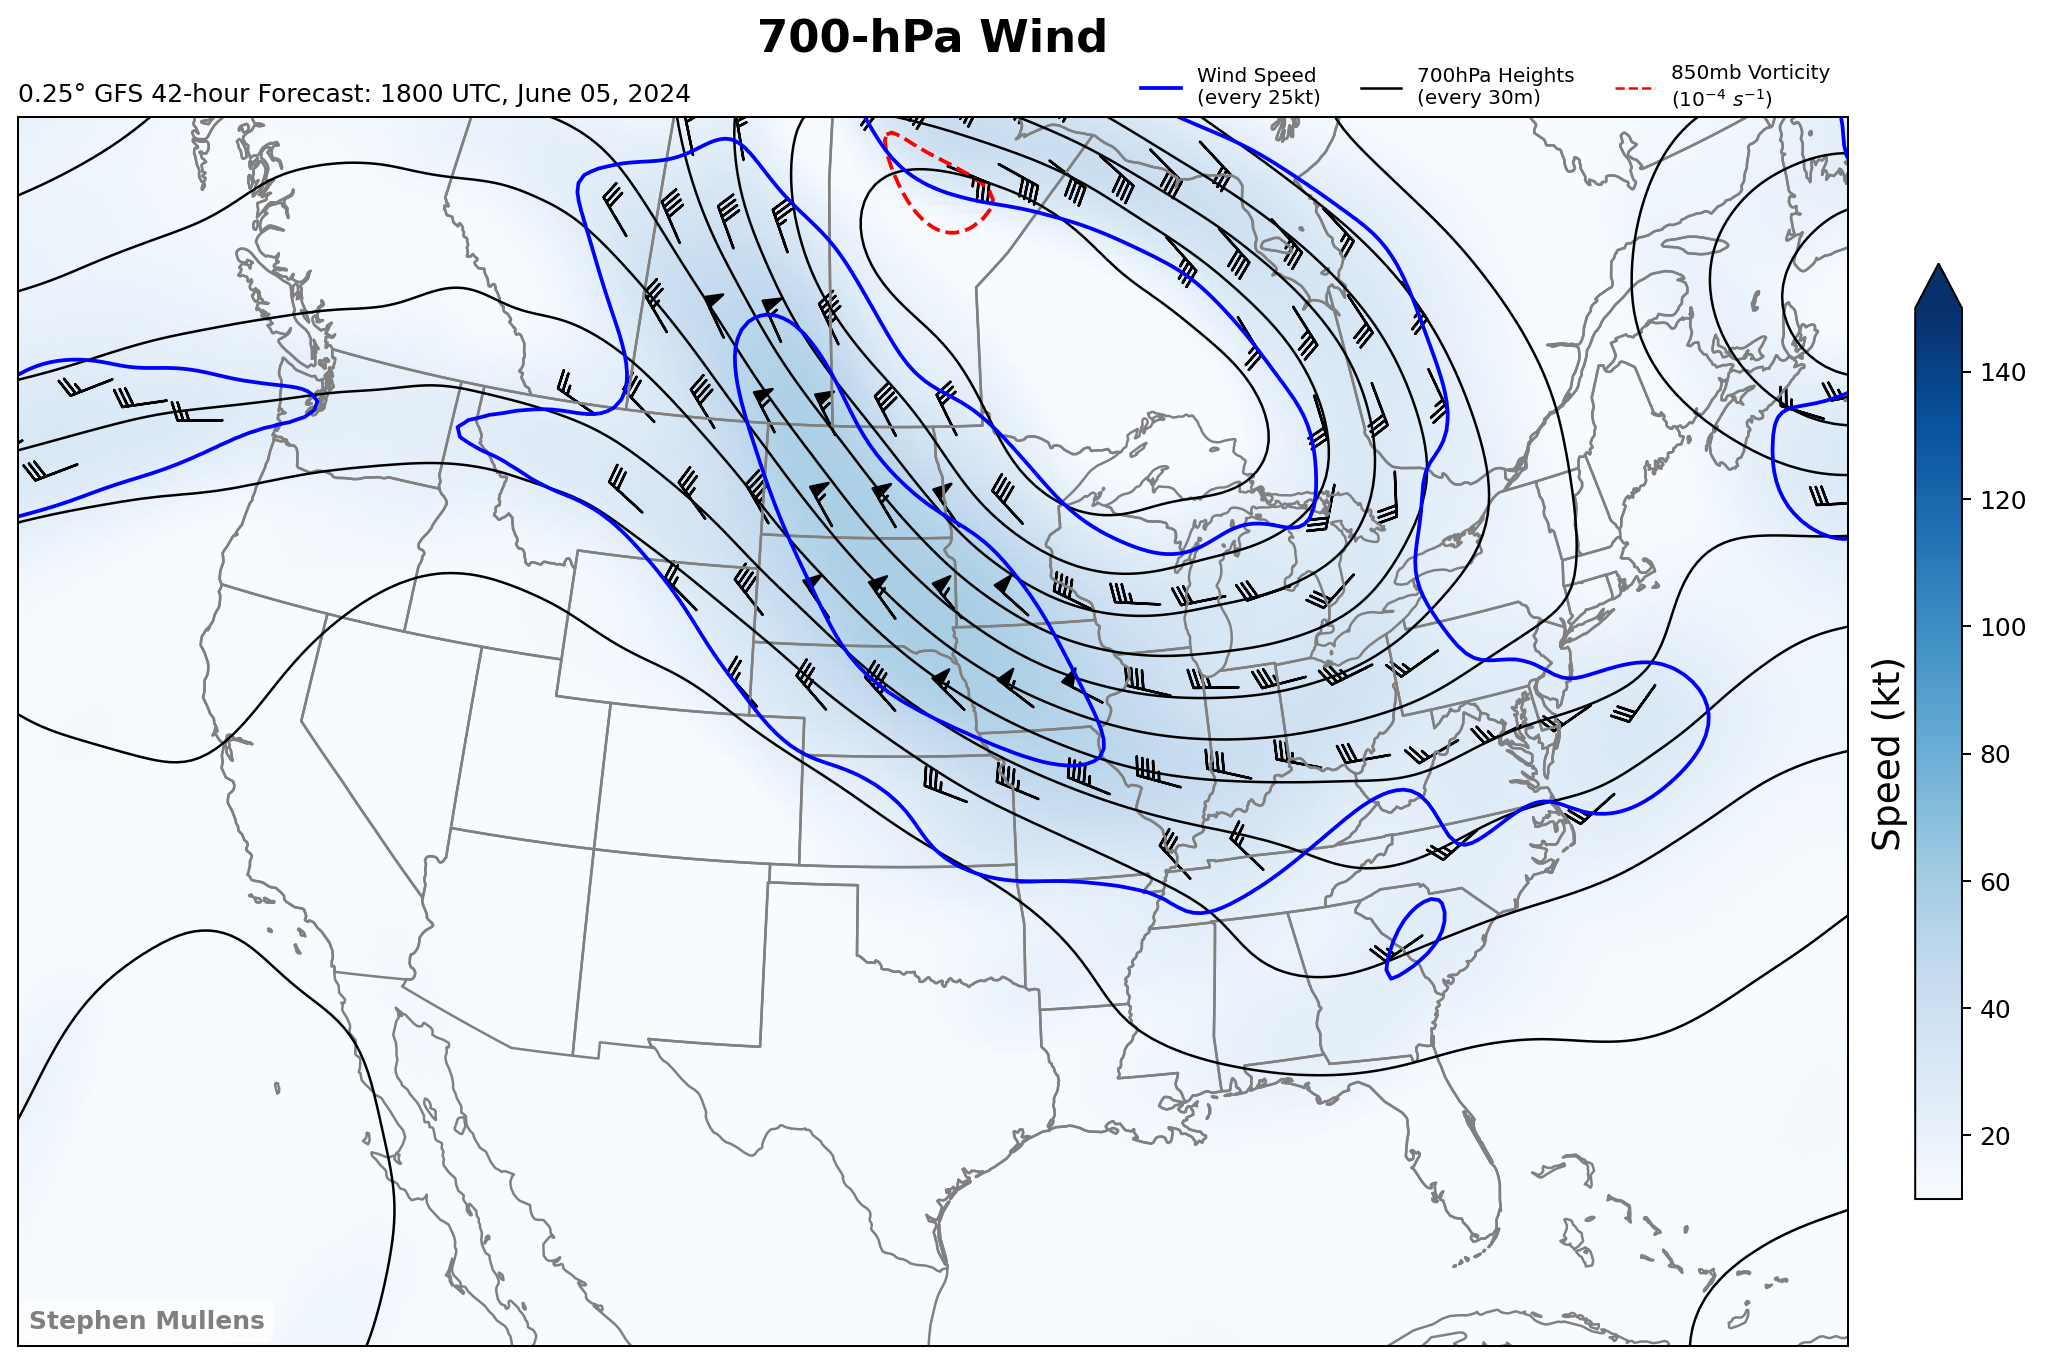 700-hPa Wind
0.25° GFS 42-hour Forecast: 1800 UTC, June 05, 2024
Wind Speed
(every 25kt)
700hPa Heights
(every 30m)
850mb Vorticity
(10⁻⁴ s⁻¹)
140
120
100
80
60
40
20
Speed (kt)
Stephen Mullens